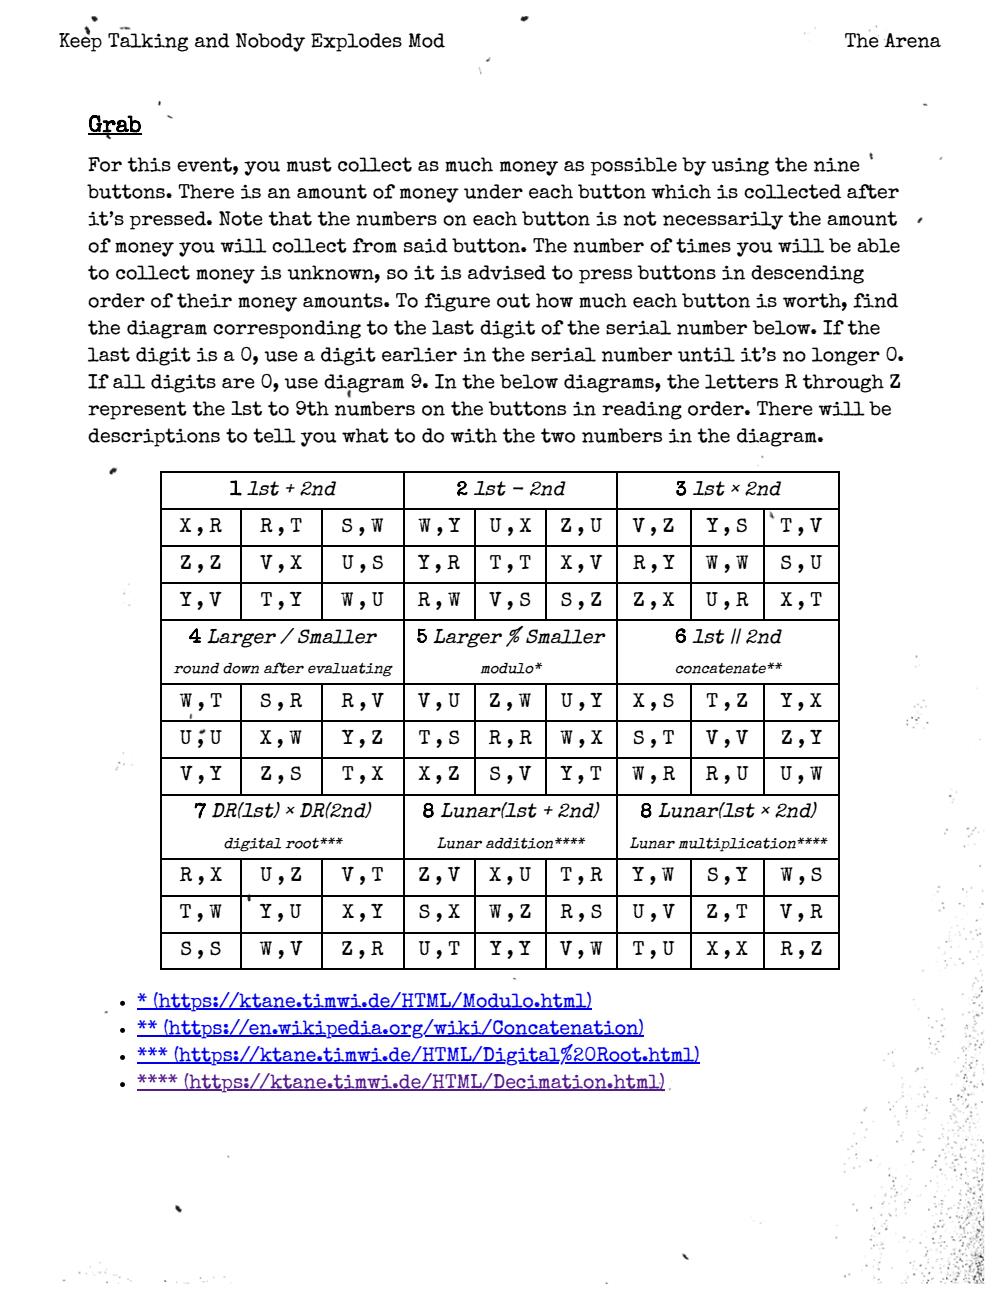 Keep Talking and Nobody Explodes Mod The Arena
Grab
For this event, you must collect as much money as possible by using the nine
buttons. There is an amount of money under each button which is collected after
it's pressed. Note that the numbers on each button is not necessarily the amount
of money you will collect from said button. The number of times you will be able
to collect money is unknown, so it is advised to press buttons in descending
order of their money amounts. To figure out how much each button is worth, find
the diagram corresponding to the last digit of the serial number below. If the
last digit is a 0, use a digit earlier in the serial number until it's no longer 0.
If all digits are 0, use diagram 9. In the below diagrams, the letters R through Z
represent the 1st to 9th numbers on the buttons in reading order. There will be
descriptions to tell you what to do with the two numbers in the diagram.
1 1st + 2nd 2 1st - 2nd 3 1st × 2nd
X,R R,T S,W W,Y U,X Z,U V,Z Y,S T,V
Z,Z V,X U,S Y,R T,T X,V R,Y W,W S,U
Y,V T,Y W,U R,W V,S S,Z Z,X U,R X,T
4 Larger / Smaller 5 Larger % Smaller 6 1st || 2nd
round down after evaluating modulo* concatenate**
W,T S,R R,V V,U Z,W U,Y X,S T,Z Y,X
U,U X,W Y,Z T,S R,R W,X S,T V,V Z,Y
V,Y Z,S T,X X,Z S,V Y,T W,R R,U U,W
7 DR(1st) × DR(2nd) 8 Lunar(1st + 2nd) 8 Lunar(1st × 2nd)
digital root*** Lunar addition**** Lunar multiplication****
R,X U,Z V,T Z,V X,U T,R Y,W S,Y W,S
T,W Y,U X,Y S,X W,Z R,S U,V Z,T V,R
S,S W,V Z,R U,T Y,Y V,W T,U X,X R,Z
• * (https://ktane.timwi.de/HTML/Modulo.html)
• ** (https://en.wikipedia.org/wiki/Concatenation)
• *** (https://ktane.timwi.de/HTML/Digital%20Root.html)
• **** (https://ktane.timwi.de/HTML/Decimation.html)